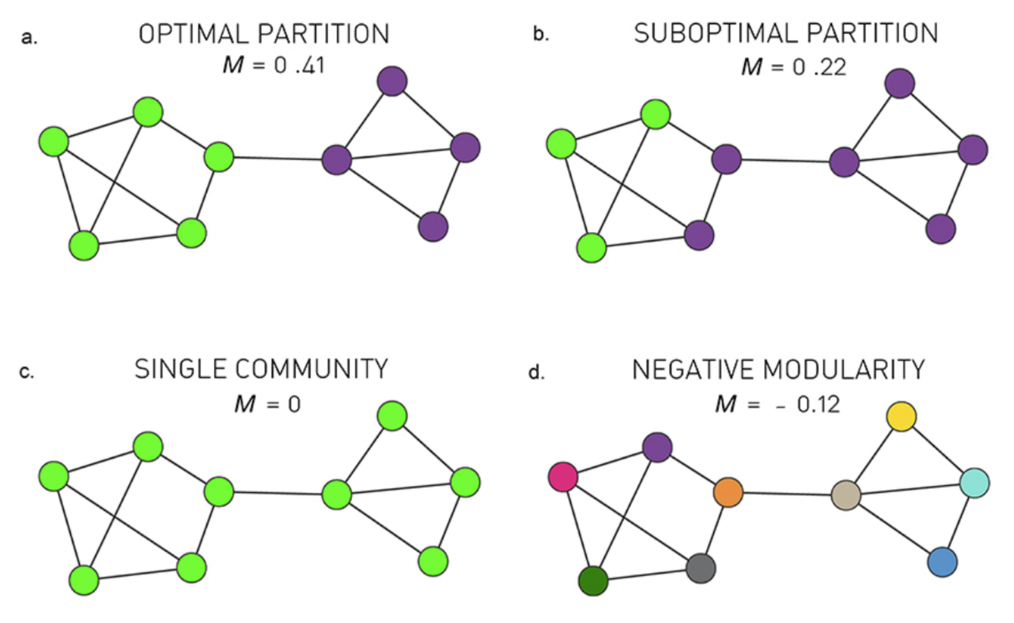 a.
OPTIMAL PARTITION
M = 0 .41
b.
SUBOPTIMAL PARTITION
M = 0 .22
c.
SINGLE COMMUNITY
M = 0
d.
NEGATIVE MODULARITY
M = - 0.12